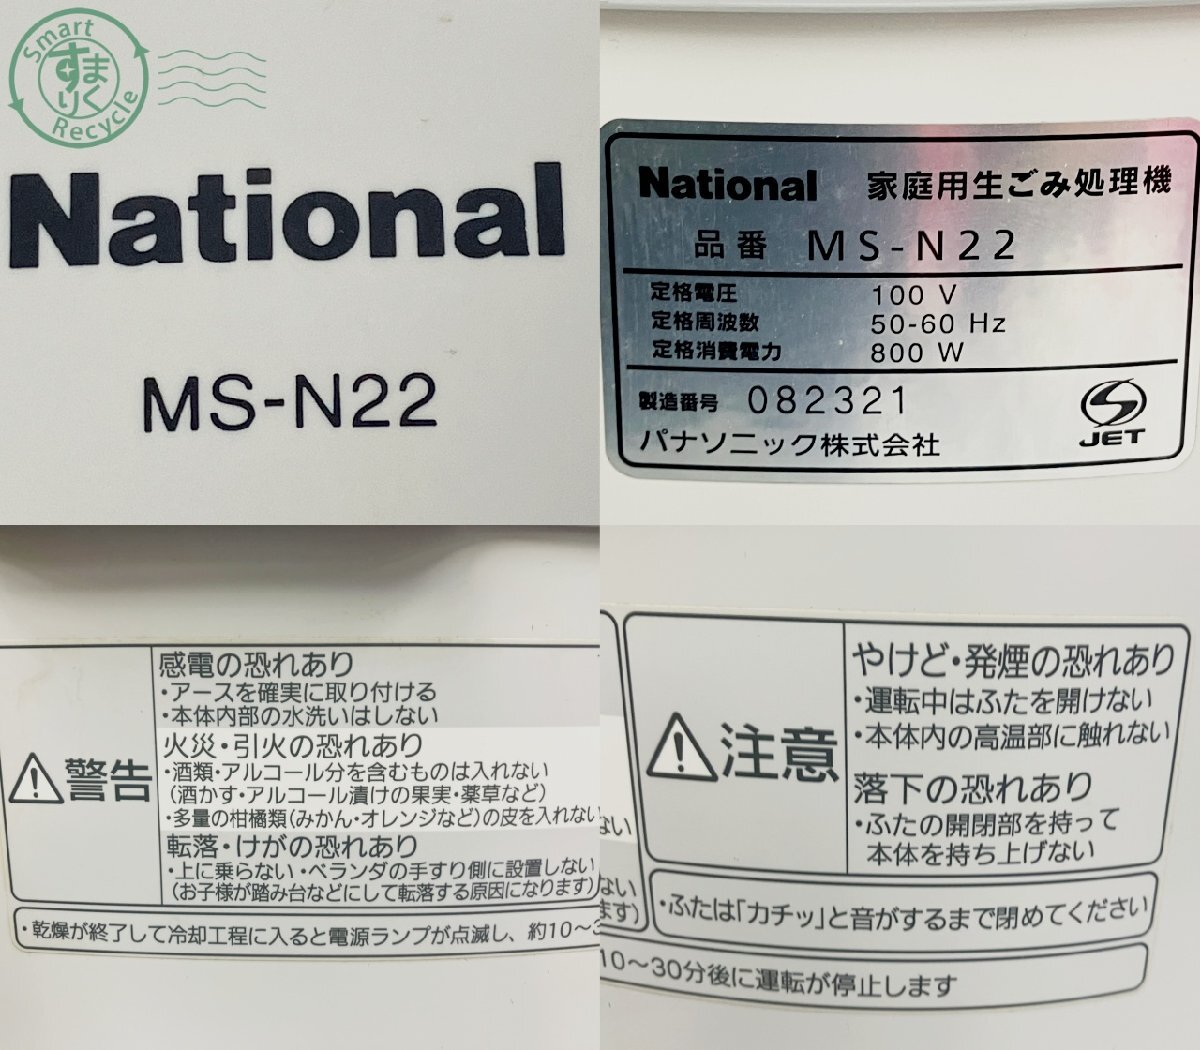 Smart
すまりく
Recycle
National
MS-N22
National 家庭用生ごみ処理機
品番 MS-N22
定格電圧 100 V
定格周波数 50-60 Hz
定格消費電力 800 W
製造番号 082321
パナソニック株式会社
JET
警告
感電の恐れあり
・アースを確実に取り付ける
・本体内部の水洗いはしない
火災・引火の恐れあり
・酒類・アルコール分を含むものは入れない
(酒かす・アルコール漬けの果実・薬草など)
・多量の柑橘類(みかん・オレンジなど)の皮を入れない
転落・けがの恐れあり
・上に乗らない・ベランダの手すり側に設置しない
(お子様が踏み台などにして転落する原因になります)
・乾燥が終了して冷却工程に入ると電源ランプが点滅し、約10〜3
ない
ない
ます)
注意
やけど・発煙の恐れあり
・運転中はふたを開けない
・本体内の高温部に触れない
落下の恐れあり
・ふたの開閉部を持って
本体を持ち上げない
・ふたは「カチッ」と音がするまで閉めてください
10〜30分後に運転が停止します